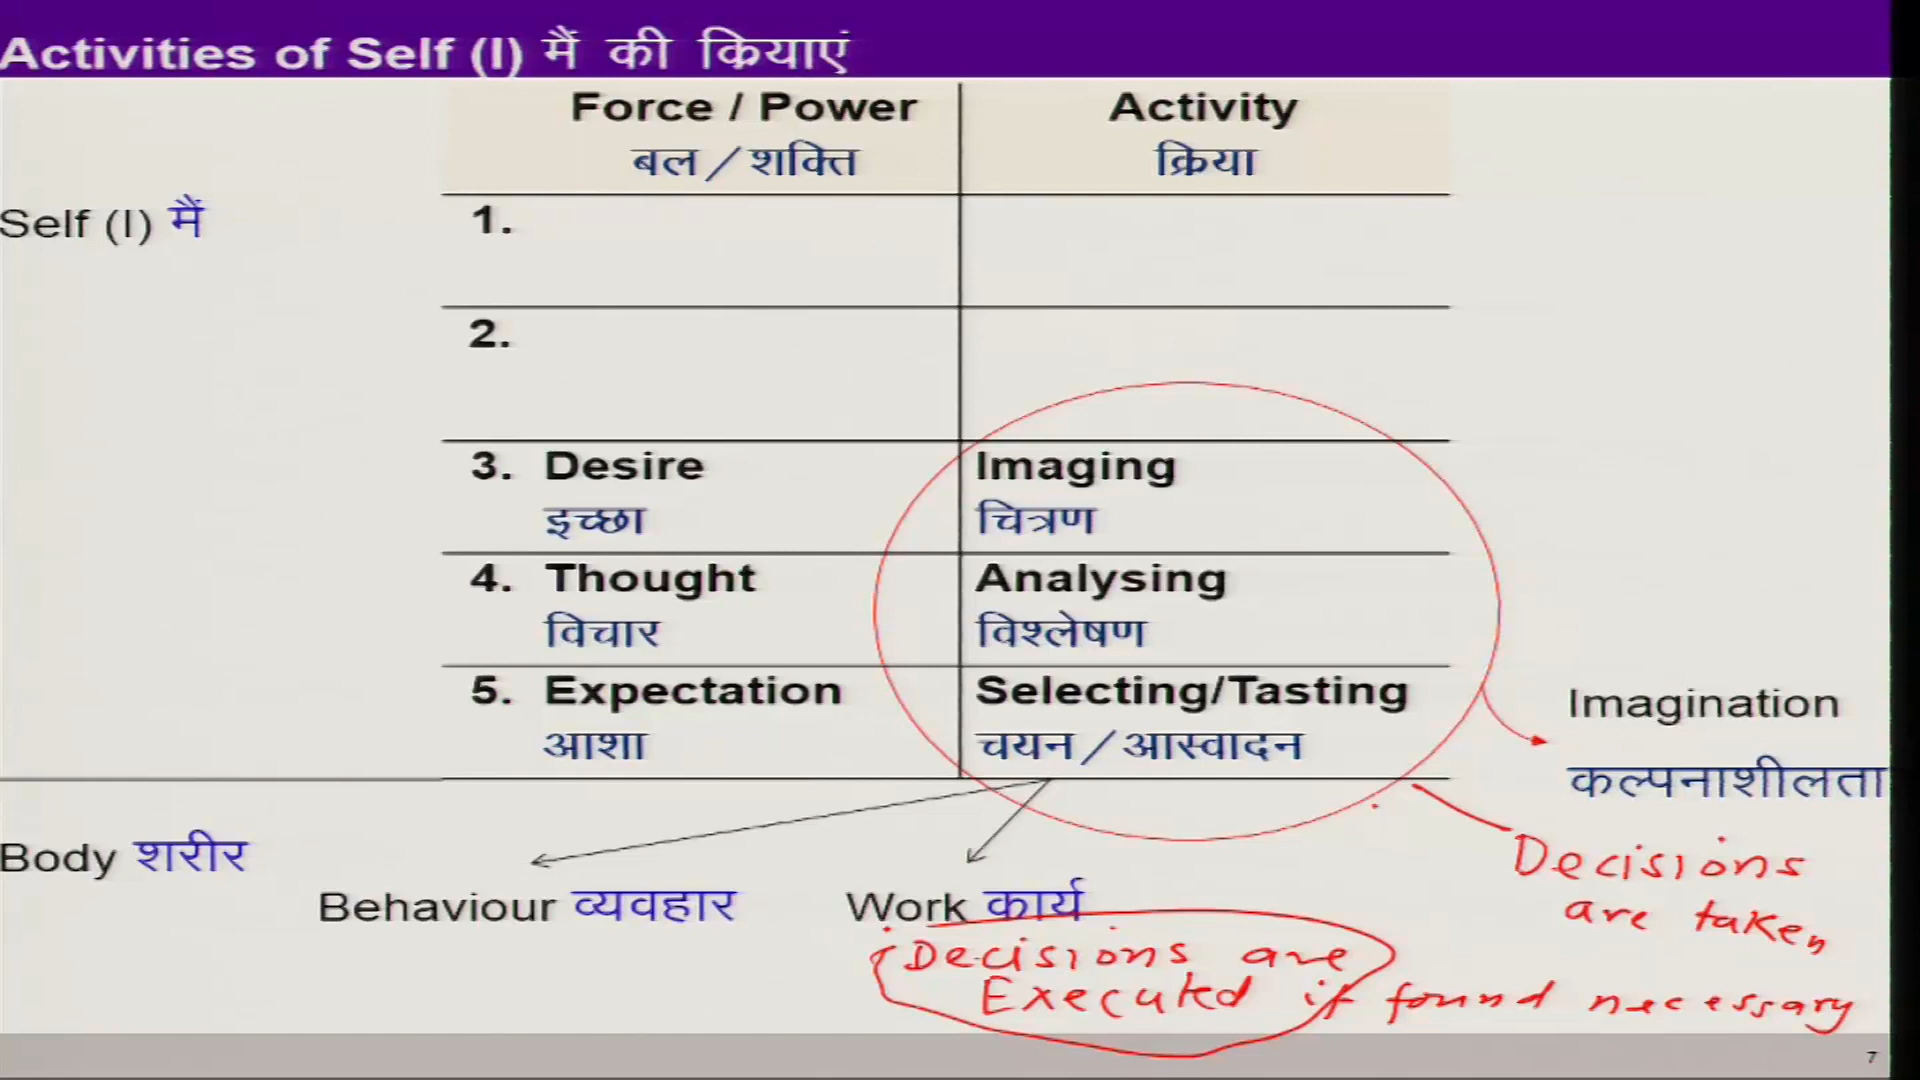 Activities of Self (I) मैं की कियाएं
Force / Power Activity
बल / शक्ति क्रिया
Self (I) मैं
1.
2.
3. Desire Imaging
इच्छा चित्रण
4. Thought Analysing
विचार विश्लेषण
5. Expectation Selecting/Tasting
आशा चयन / आस्वादन
Imagination
कल्पनाशीलता
Body शरीर
Behaviour व्यवहार Work कार्य
Decisions
are taken
Decisions are
Executed if found necessary
7